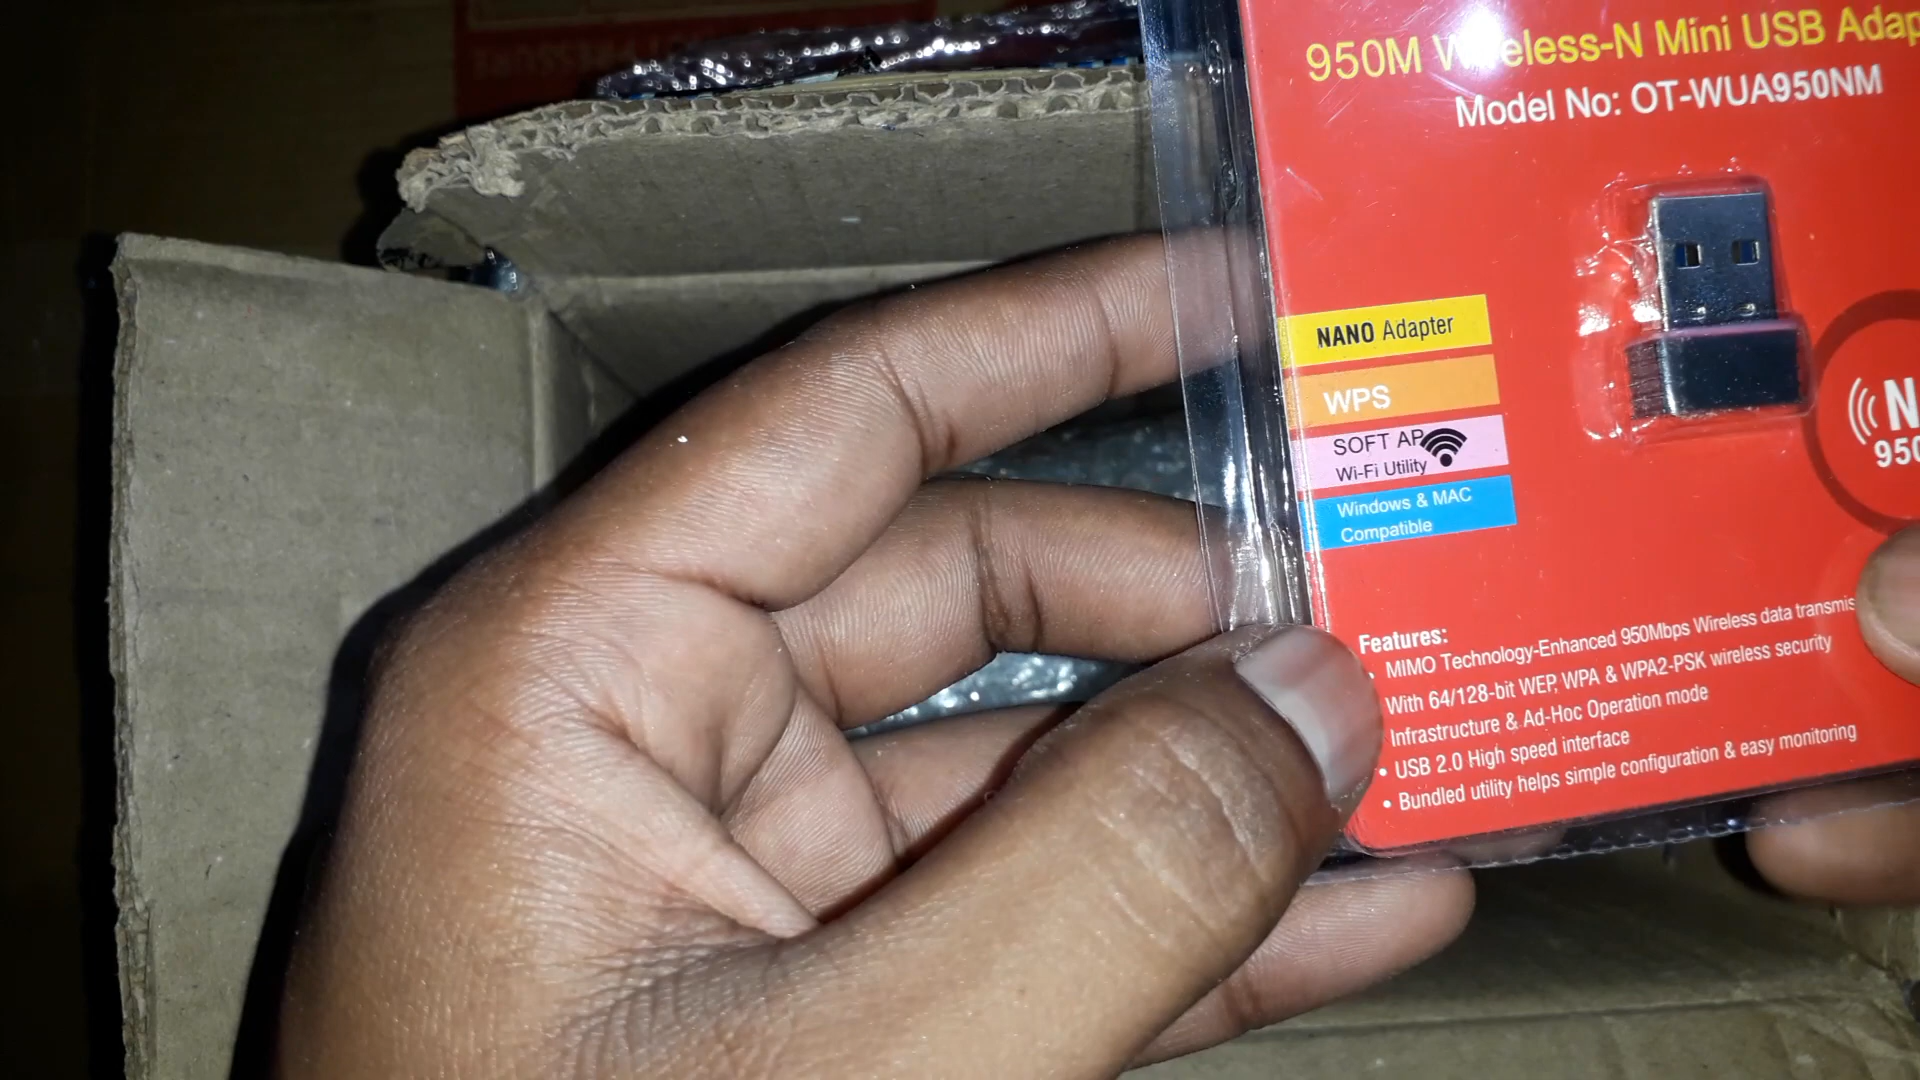 950M Wireless-N Mini USB Adap
Model No: OT-WUA950NM
NANO Adapter
WPS
SOFT AP
Wi-Fi Utility
Windows & MAC
Compatible
N
950
Features:
MIMO Technology-Enhanced 950Mbps Wireless data transmis
With 64/128-bit WEP, WPA & WPA2-PSK wireless security
Infrastructure & Ad-Hoc Operation mode
• USB 2.0 High speed interface
• Bundled utility helps simple configuration & easy monitoring
PRESSURE